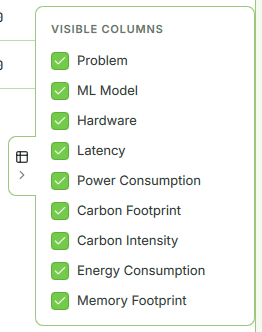 VISIBLE COLUMNS
Problem
ML Model
Hardware
Latency
Power Consumption
Carbon Footprint
Carbon Intensity
Energy Consumption
Memory Footprint